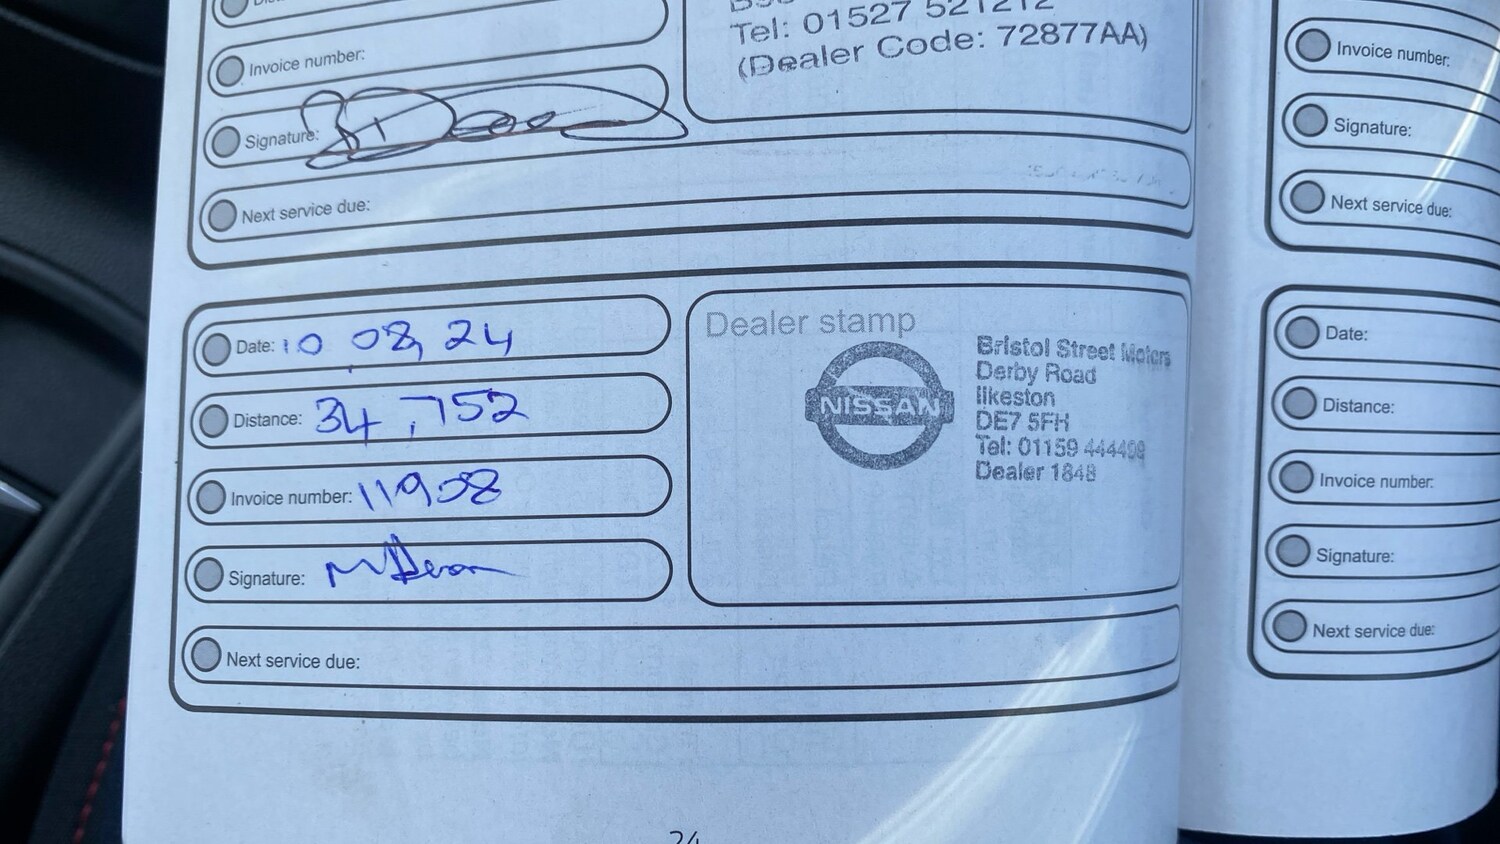 Invoice number:
Signature:
Next service due:
Tel: 01527 521212
(Dealer Code: 72877AA)
Date: 10 08, 24
Distance: 34,752
Invoice number: 11908
Signature:
Next service due:
Dealer stamp
NISSAN
Bristol Street Motors
Derby Road
Ilkeston
DE7 5FH
Tel: 01159 444498
Dealer 1848
24
Invoice number:
Signature:
Next service due:
Date:
Distance:
Invoice number:
Signature:
Next service due: